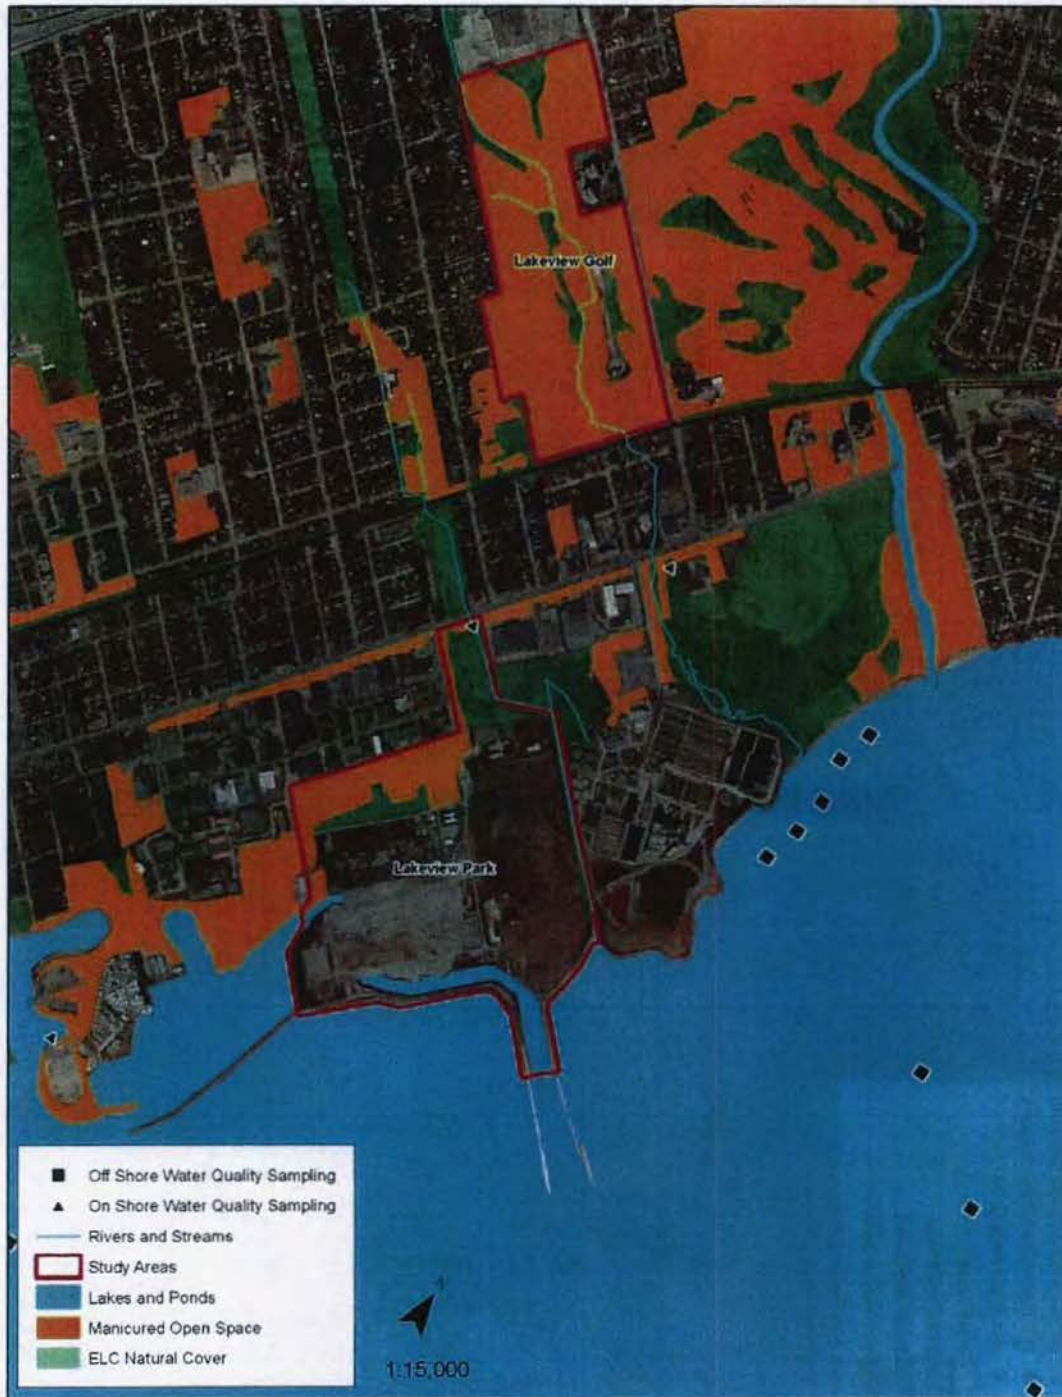 Lakeview Golf
Lakeview Park
Off Shore Water Quality Sampling
On Shore Water Quality Sampling
Rivers and Streams
Study Areas
Lakes and Ponds
Manicured Open Space
ELC Natural Cover
1:15,000